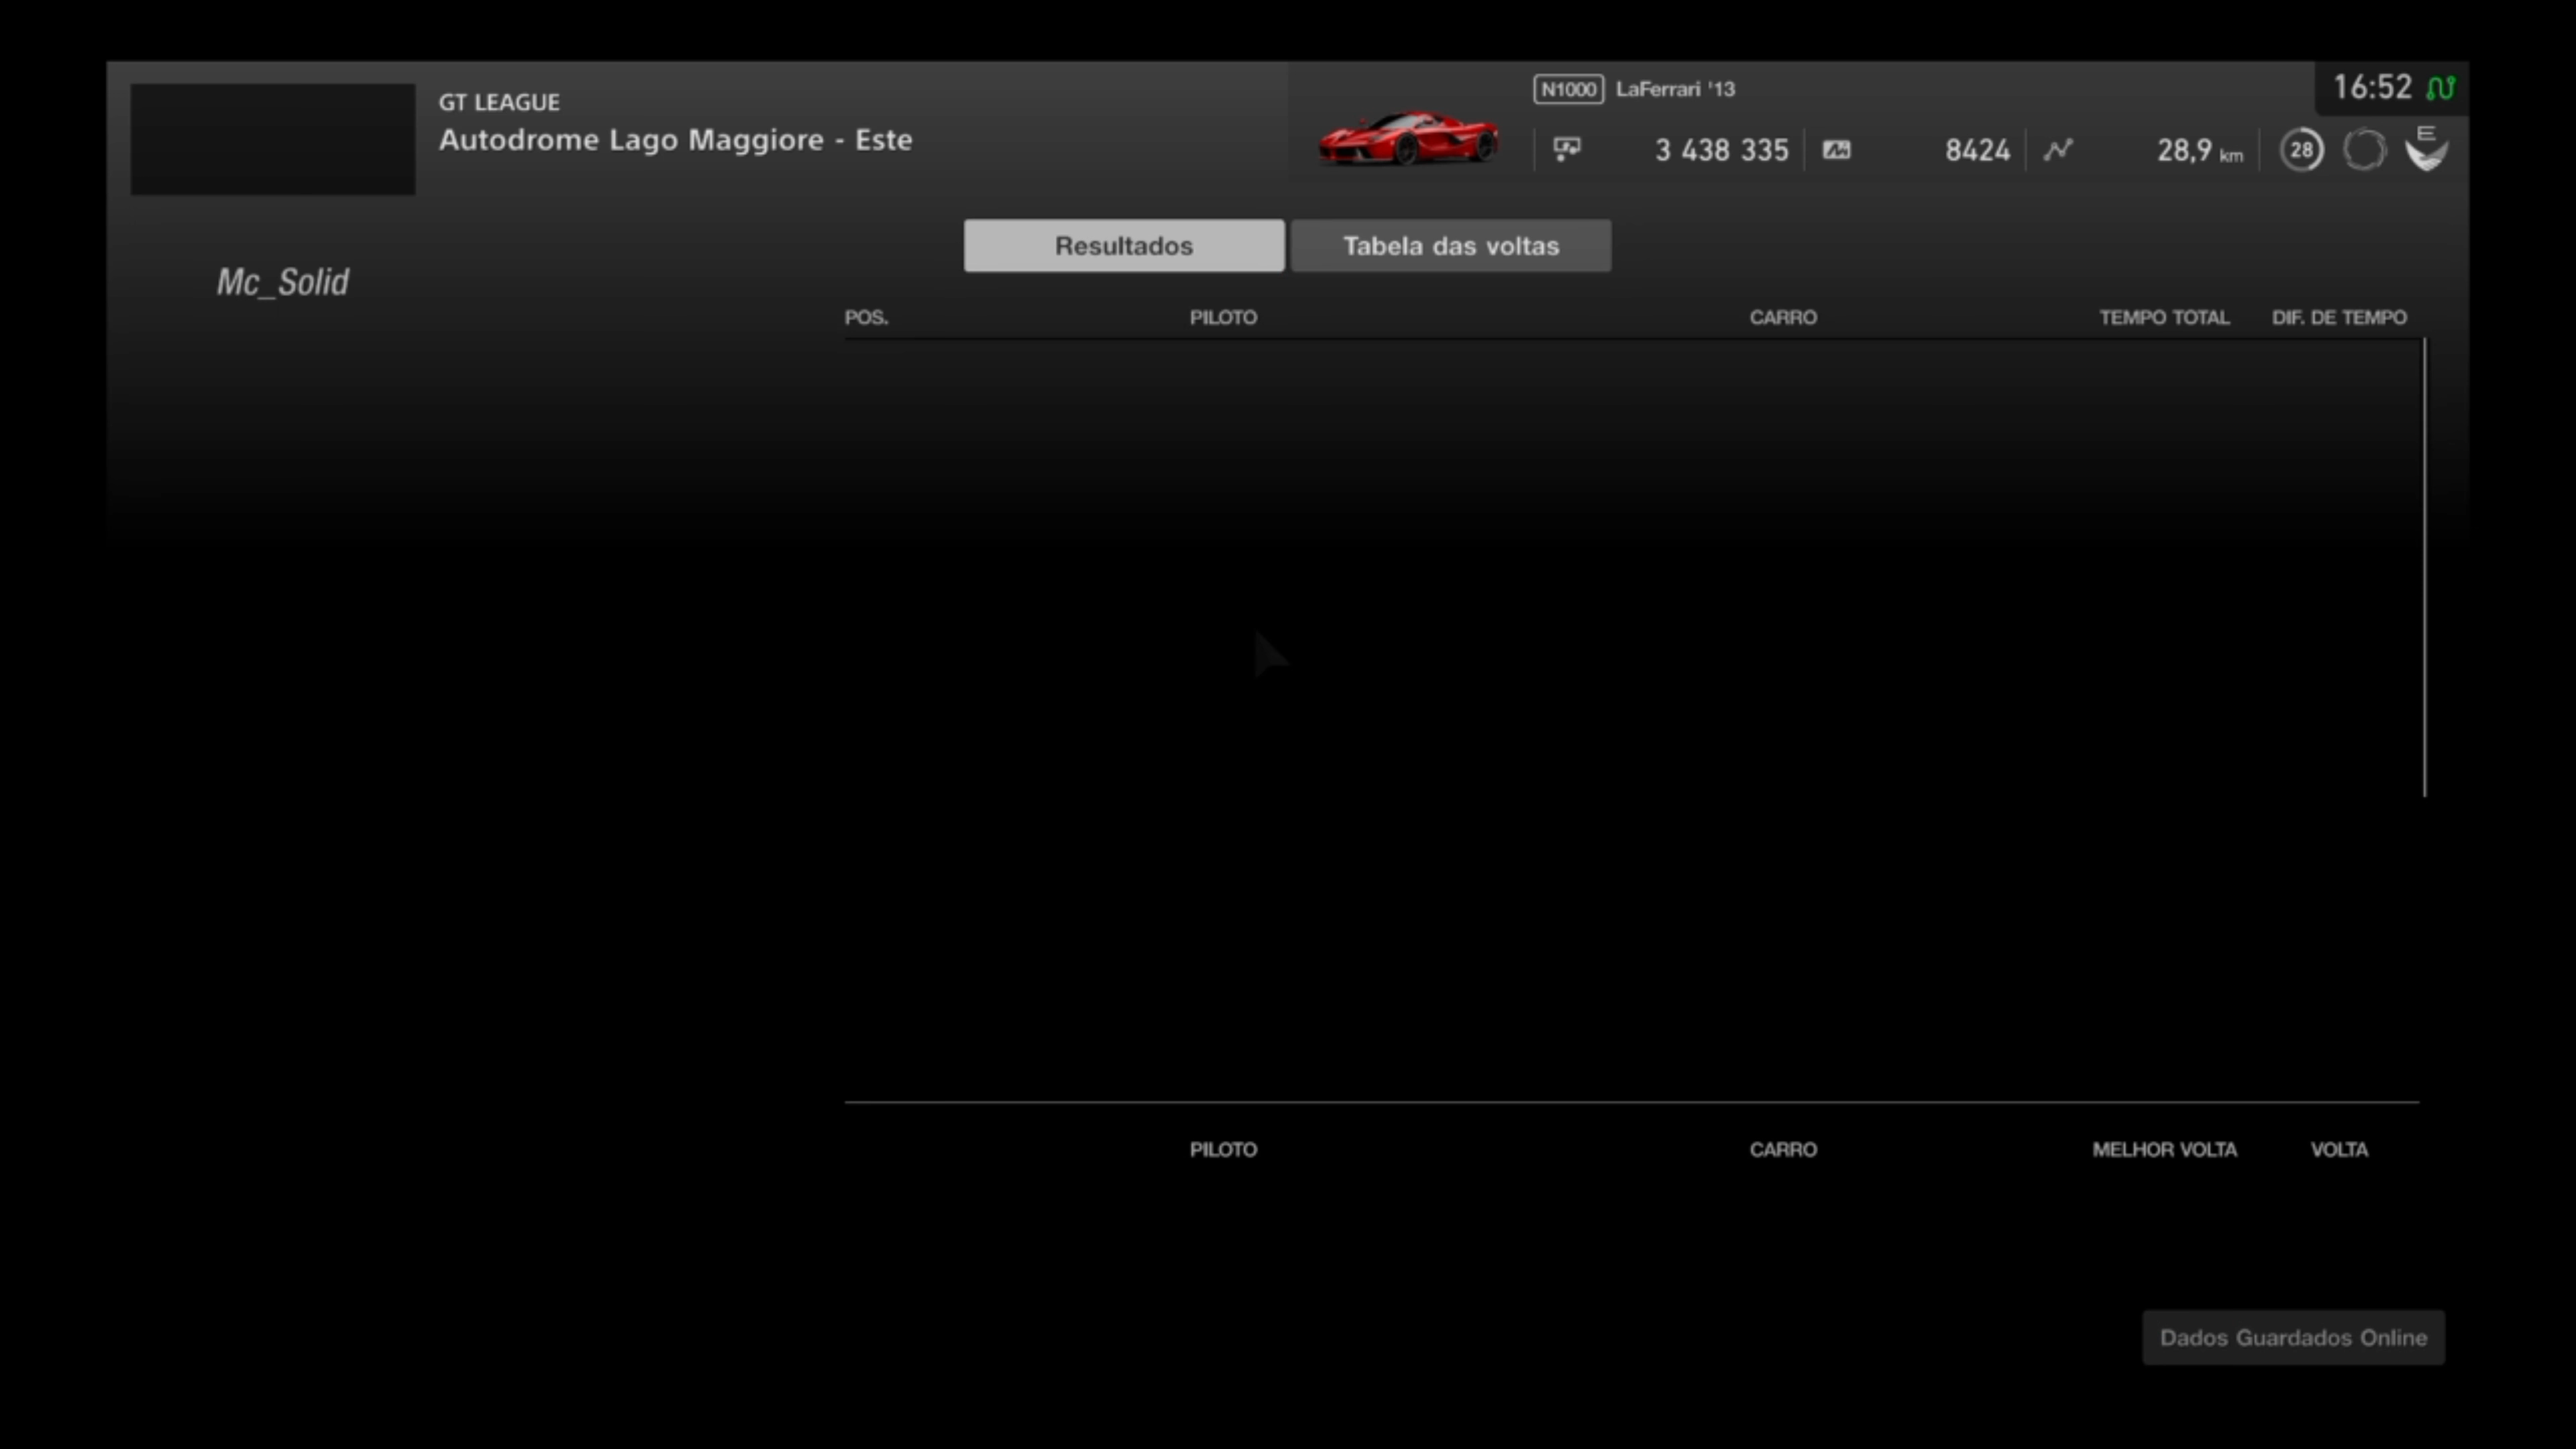 GT LEAGUE
Autodrome Lago Maggiore - Este
N1000 LaFerrari '13
16:52
3 438 335 8424 28,9 km 28 E
Resultados Tabela das voltas
Mc_Solid
POS. PILOTO CARRO TEMPO TOTAL DIF. DE TEMPO
PILOTO CARRO MELHOR VOLTA VOLTA
Dados Guardados Online